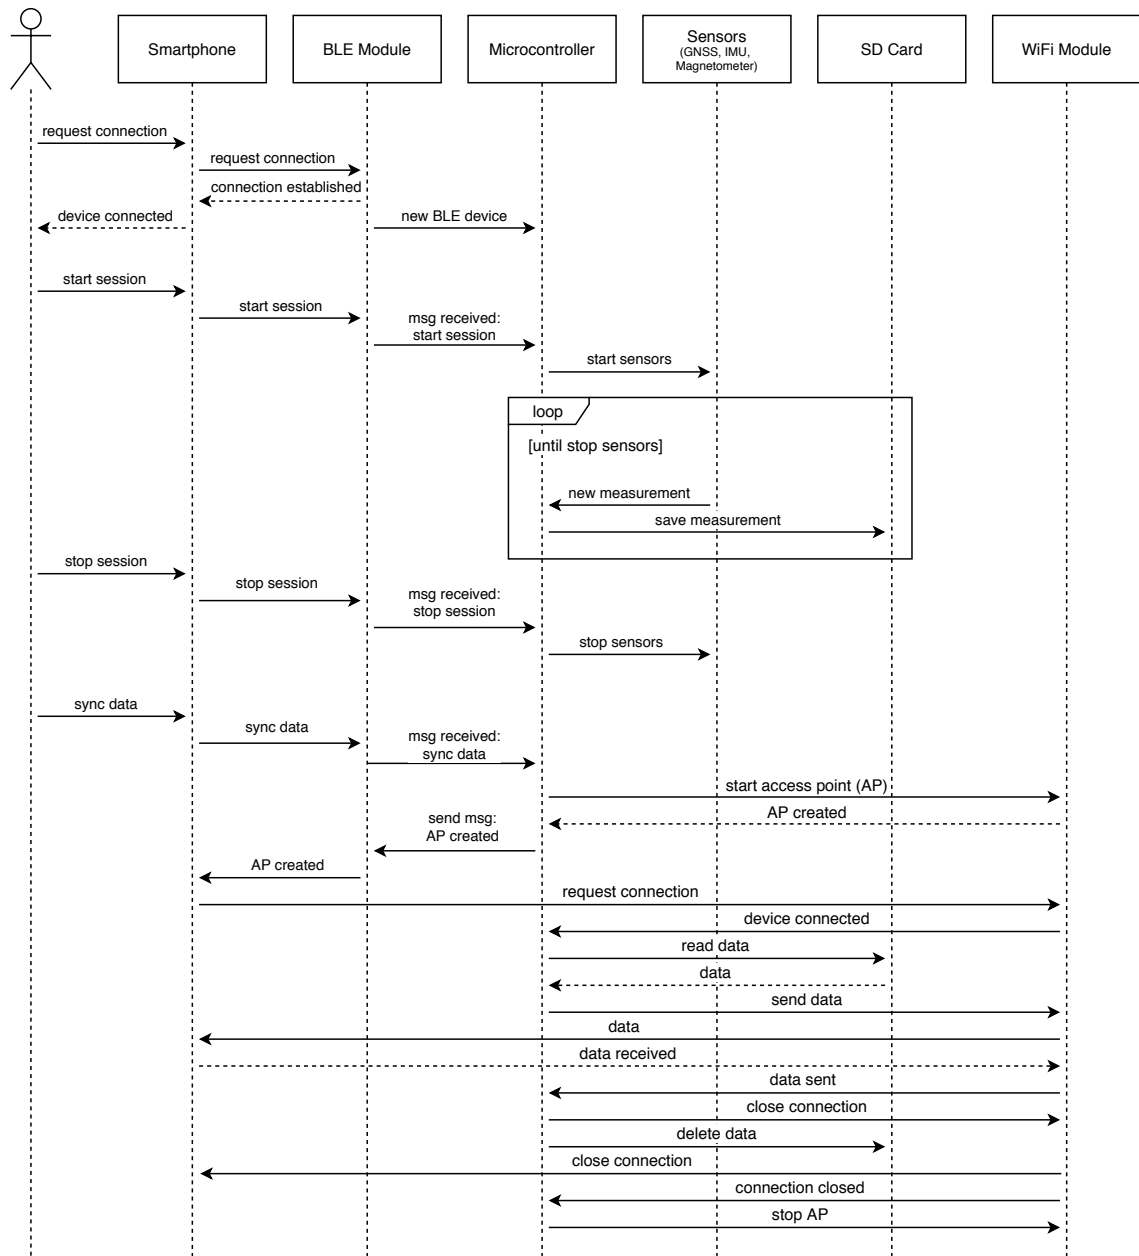 Smartphone
BLE Module
Microcontroller
Sensors
(GNSS, IMU,
Magnetometer)
SD Card
WiFi Module
request connection
request connection
connection established
device connected
new BLE device
start session
start session
msg received:
start session
start sensors
loop
[until stop sensors]
new measurement
save measurement
stop session
stop session
msg received:
stop session
stop sensors
sync data
sync data
msg received:
sync data
start access point (AP)
AP created
send msg:
AP created
AP created
request connection
device connected
read data
data
send data
data
data received
data sent
close connection
delete data
close connection
connection closed
stop AP